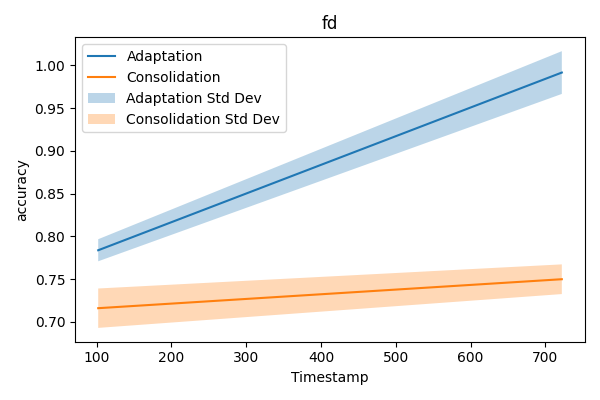 fd
Adaptation
Consolidation
Adaptation Std Dev
Consolidation Std Dev
accuracy
1.00
0.95
0.90
0.85
0.80
0.75
0.70
100 200 300 400 500 600 700
Timestamp